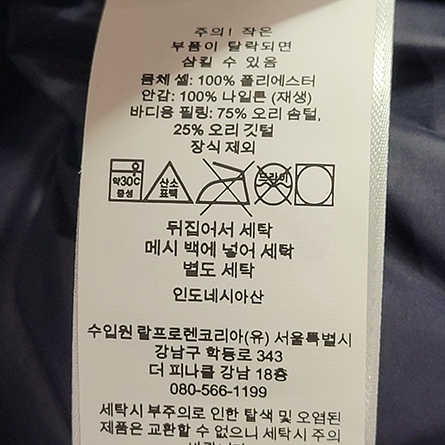 주의! 작은
부품이 탈락되면
삼킬 수 있음
몸체 셸: 100% 폴리에스터
안감: 100% 나일론 (재생)
바디용 필링: 75% 오리 솜털,
25% 오리 깃털
장식 제외
약30℃
중성
산소
표백
드라이
뒤집어서 세탁
메시 백에 넣어 세탁
별도 세탁
인도네시아산
수입원 랄프로렌코리아(유) 서울특별시
강남구 학동로 343
더 피나클 강남 18층
080-566-1199
세탁시 부주의로 인한 탈색 및 오염된
제품은 교환할 수 없으니 세탁시 주의